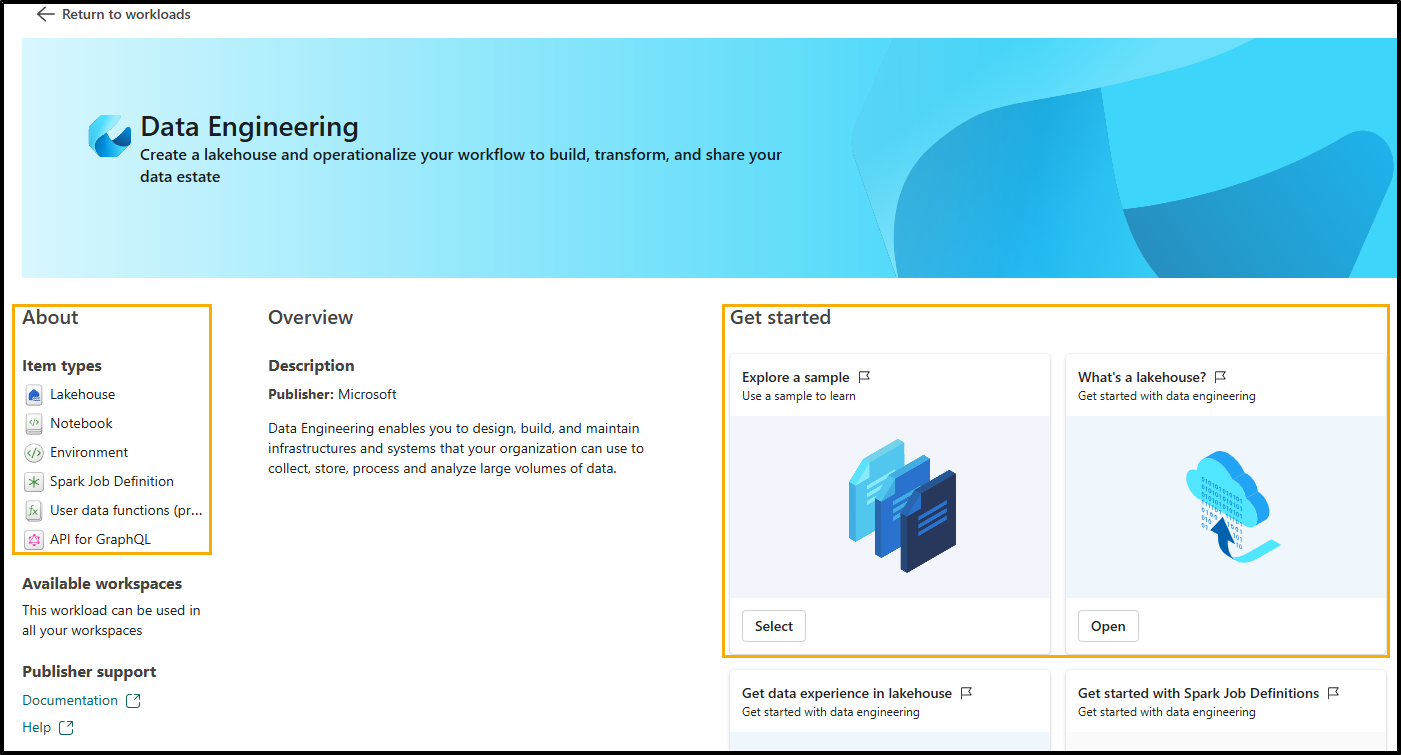 Return to workloads
Data Engineering
Create a lakehouse and operationalize your workflow to build, transform, and share your
data estate
About
Item types
Lakehouse
Notebook
Environment
Spark Job Definition
User data functions (pr...
API for GraphQL
Available workspaces
This workload can be used in
all your workspaces
Publisher support
Documentation
Help
Overview
Description
Publisher: Microsoft
Data Engineering enables you to design, build, and maintain
infrastructures and systems that your organization can use to
collect, store, process and analyze large volumes of data.
Get started
Explore a sample
Use a sample to learn
Select
What's a lakehouse?
Get started with data engineering
Open
Get data experience in lakehouse
Get started with data engineering
Get started with Spark Job Definitions
Get started with data engineering